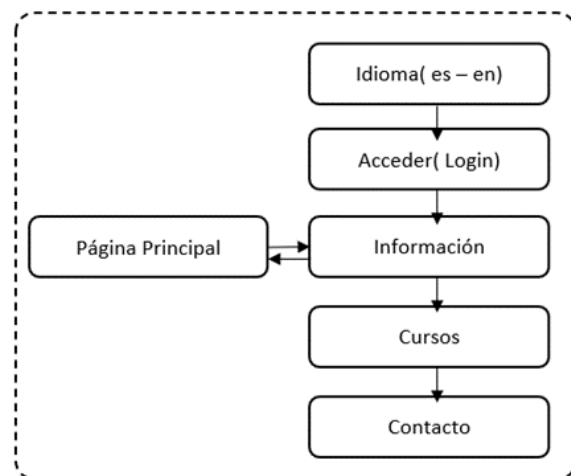 Idioma( es – en)
Acceder( Login)
Página Principal
Información
Cursos
Contacto